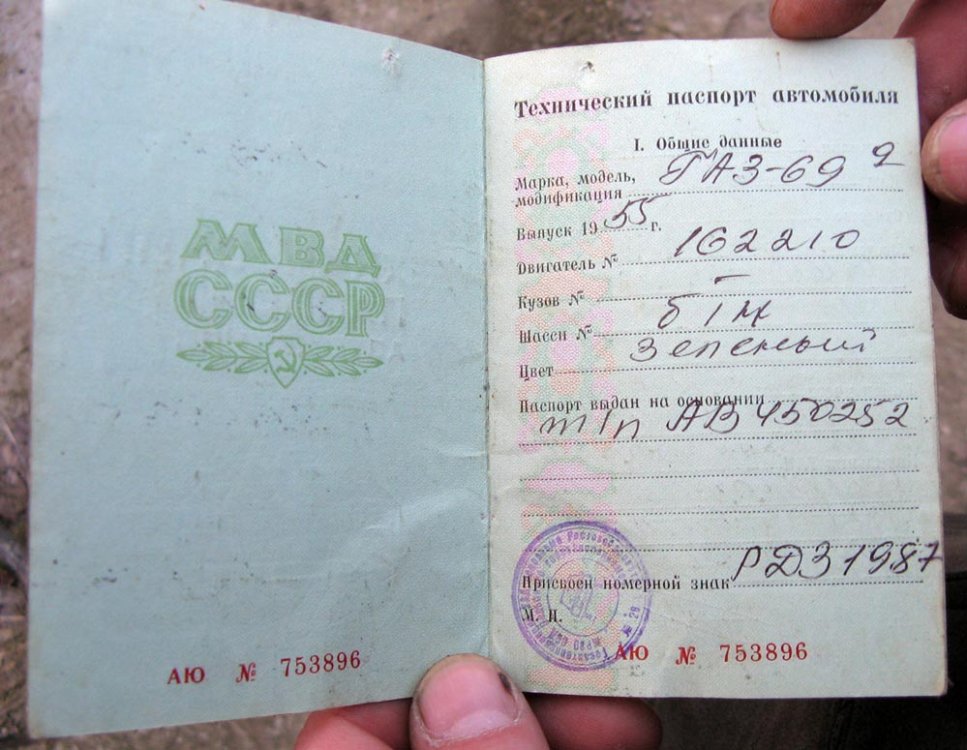 МВД
СССР
АЮ № 753896
Технический паспорт автомобиля
I. Общие данные
Марка, модель, модификация ГАЗ-69
Выпуск 1955 г.
Двигатель № 162210
Кузов № -
Шасси № б/н
Цвет зеленый
Паспорт выдан на основании
т/п АВ 450252
Присвоен номерной знак РДЗ 1987
М. П.
АЮ № 753896